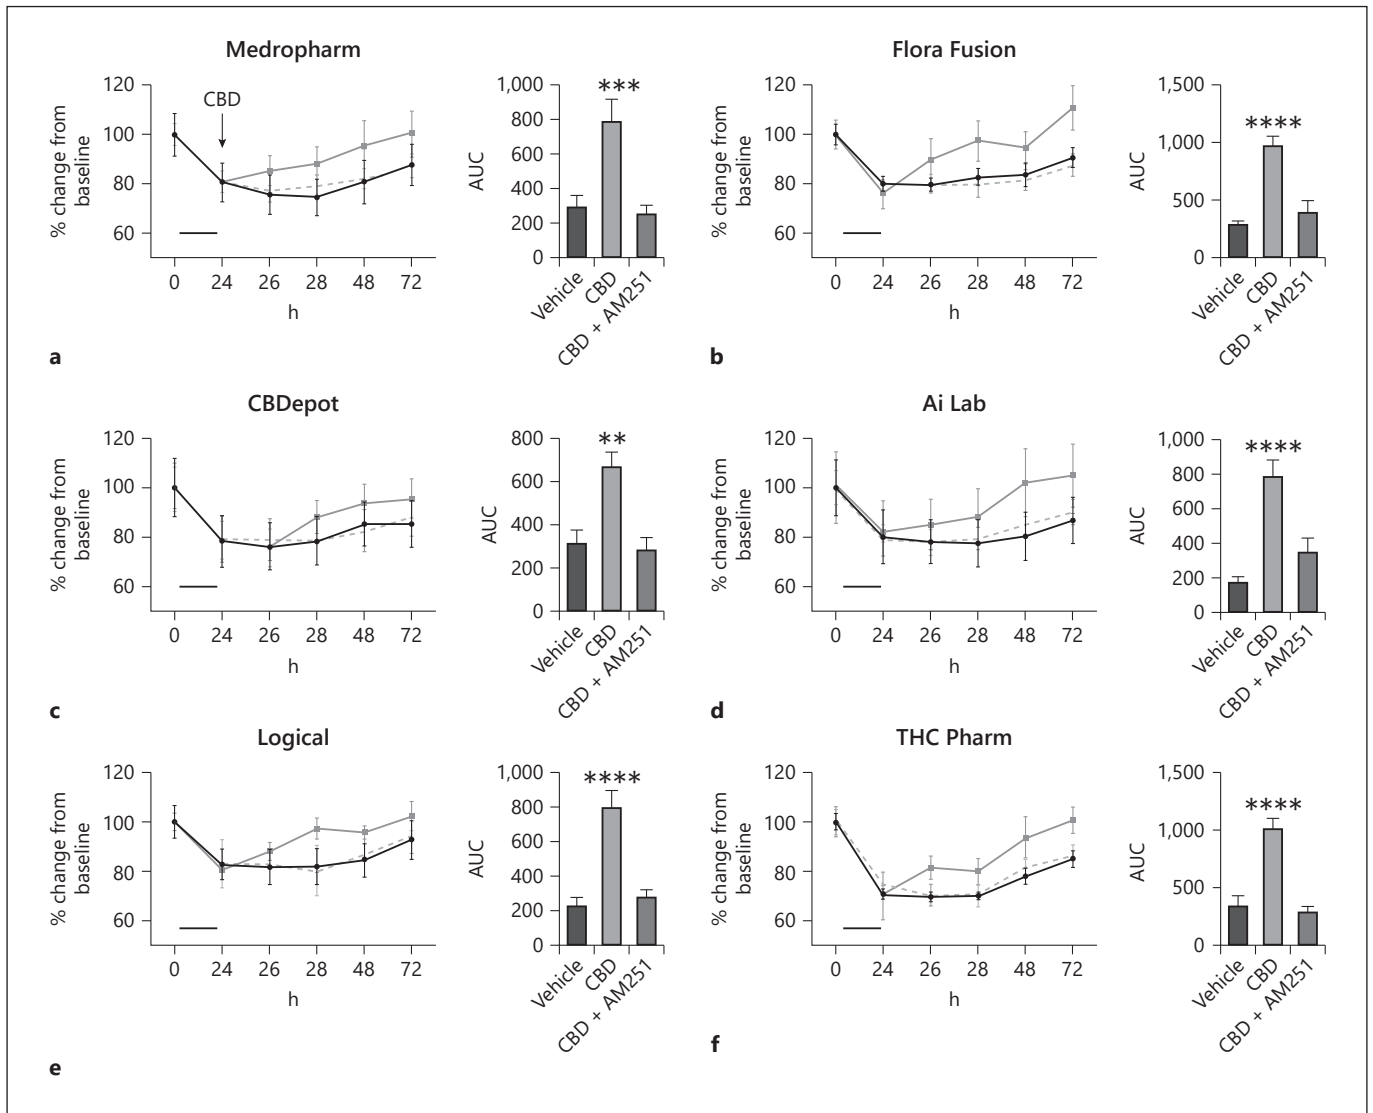 Medropharm
120
100
80
60
% change from
baseline
CBD
0 24 26 28 48 72
h
1,000
800
600
400
200
0
AUC
***
Vehicle
CBD
CBD + AM251
a
Flora Fusion
120
100
80
60
% change from
baseline
0 24 26 28 48 72
h
1,500
1,000
500
0
AUC
****
Vehicle
CBD
CBD + AM251
b
CBDepot
120
100
80
60
% change from
baseline
0 24 26 28 48 72
h
800
600
400
200
0
AUC
**
Vehicle
CBD
CBD + AM251
c
Ai Lab
120
100
80
60
% change from
baseline
0 24 26 28 48 72
h
1,000
800
600
400
200
0
AUC
****
Vehicle
CBD
CBD + AM251
d
Logical
120
100
80
60
% change from
baseline
0 24 26 28 48 72
h
1,000
800
600
400
200
0
AUC
****
Vehicle
CBD
CBD + AM251
e
THC Pharm
120
100
80
60
% change from
baseline
0 24 26 28 48 72
h
1,500
1,000
500
0
AUC
****
Vehicle
CBD
CBD + AM251
f